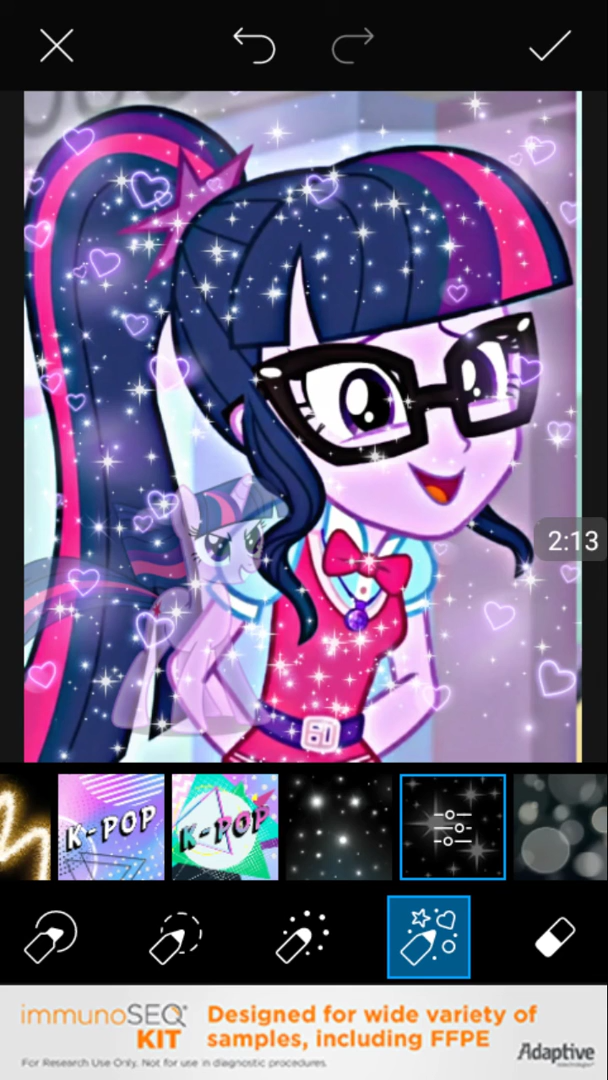 2:13
K-POP
K-POP
immunoSEQ®
KIT
Designed for wide variety of
samples, including FFPE
For Research Use Only. Not for use in diagnostic procedures.
Adaptive